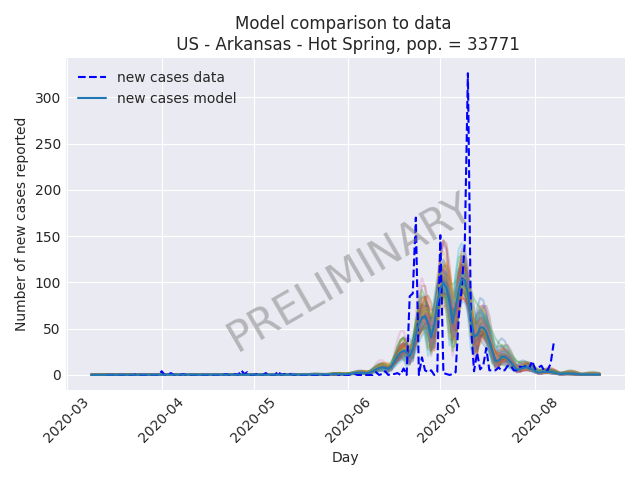 Model comparison to data
US - Arkansas - Hot Spring, pop. = 33771
new cases data
new cases model
Number of new cases reported
300
250
200
150
100
50
0
PRELIMINARY
2020-03
2020-04
2020-05
2020-06
2020-07
2020-08
Day